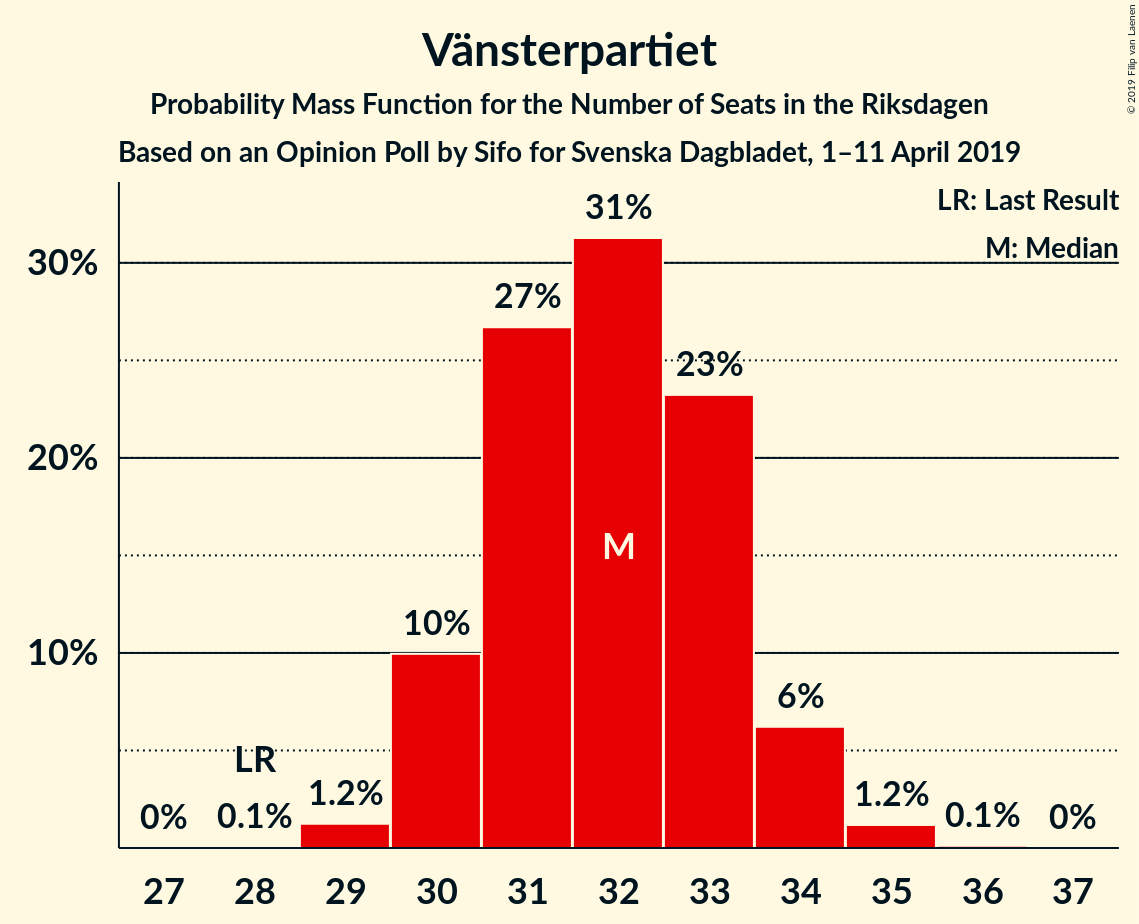 Vänsterpartiet
Probability Mass Function for the Number of Seats in the Riksdagen
Based on an Opinion Poll by Sifo for Svenska Dagbladet, 1–11 April 2019
© 2019 Filip van Laenen
LR: Last Result
M: Median
31%
30%
27%
23%
20%
M
10%
10%
6%
LR
0%
0.1%
1.2%
1.2%
0.1%
0%
27 28 29 30 31 32 33 34 35 36 37